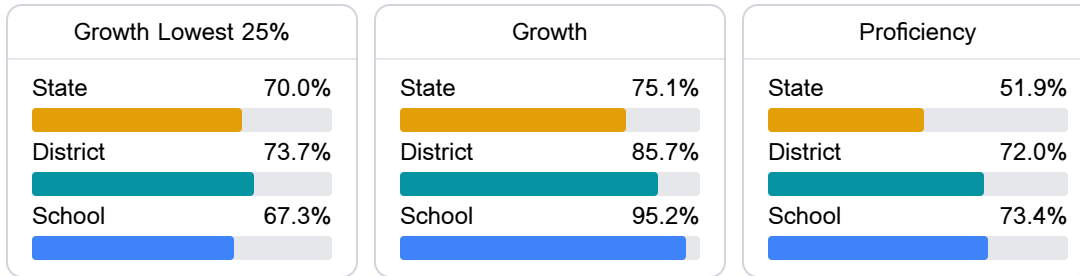 Growth Lowest 25%
State 70.0%
District 73.7%
School 67.3%
Growth
State 75.1%
District 85.7%
School 95.2%
Proficiency
State 51.9%
District 72.0%
School 73.4%